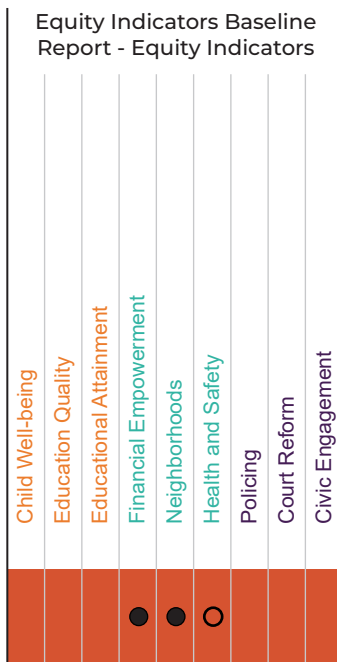 Equity Indicators Baseline
Report - Equity Indicators
Child Well-being
Education Quality
Educational Attainment
Financial Empowerment
Neighborhoods
Health and Safety
Policing
Court Reform
Civic Engagement